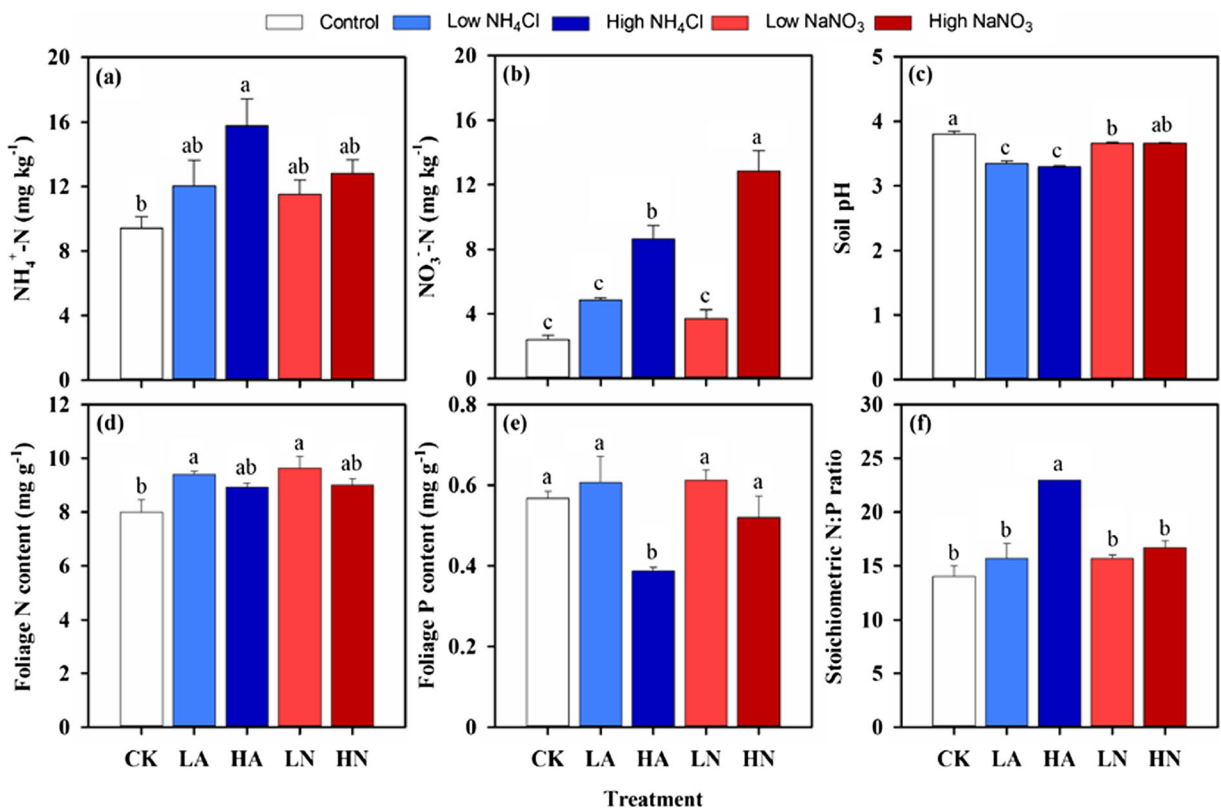 Control Low NH₄Cl High NH₄Cl Low NaNO₃ High NaNO₃
(a)
NH₄⁺-N (mg kg⁻¹)
20
16
12
8
4
0
b ab a ab ab
(b)
NO₃⁻-N (mg kg⁻¹)
20
16
12
8
4
0
c c b c a
(c)
Soil pH
5
4
3
2
1
0
a c c b ab
(d)
Foliage N content (mg g⁻¹)
12
10
8
6
4
2
0
b a ab a ab
CK LA HA LN HN
(e)
Foliage P content (mg g⁻¹)
0.8
0.6
0.4
0.2
0
a a b a a
CK LA HA LN HN
(f)
Stoichiometric N:P ratio
30
25
20
15
10
5
0
b b a b b
CK LA HA LN HN
Treatment